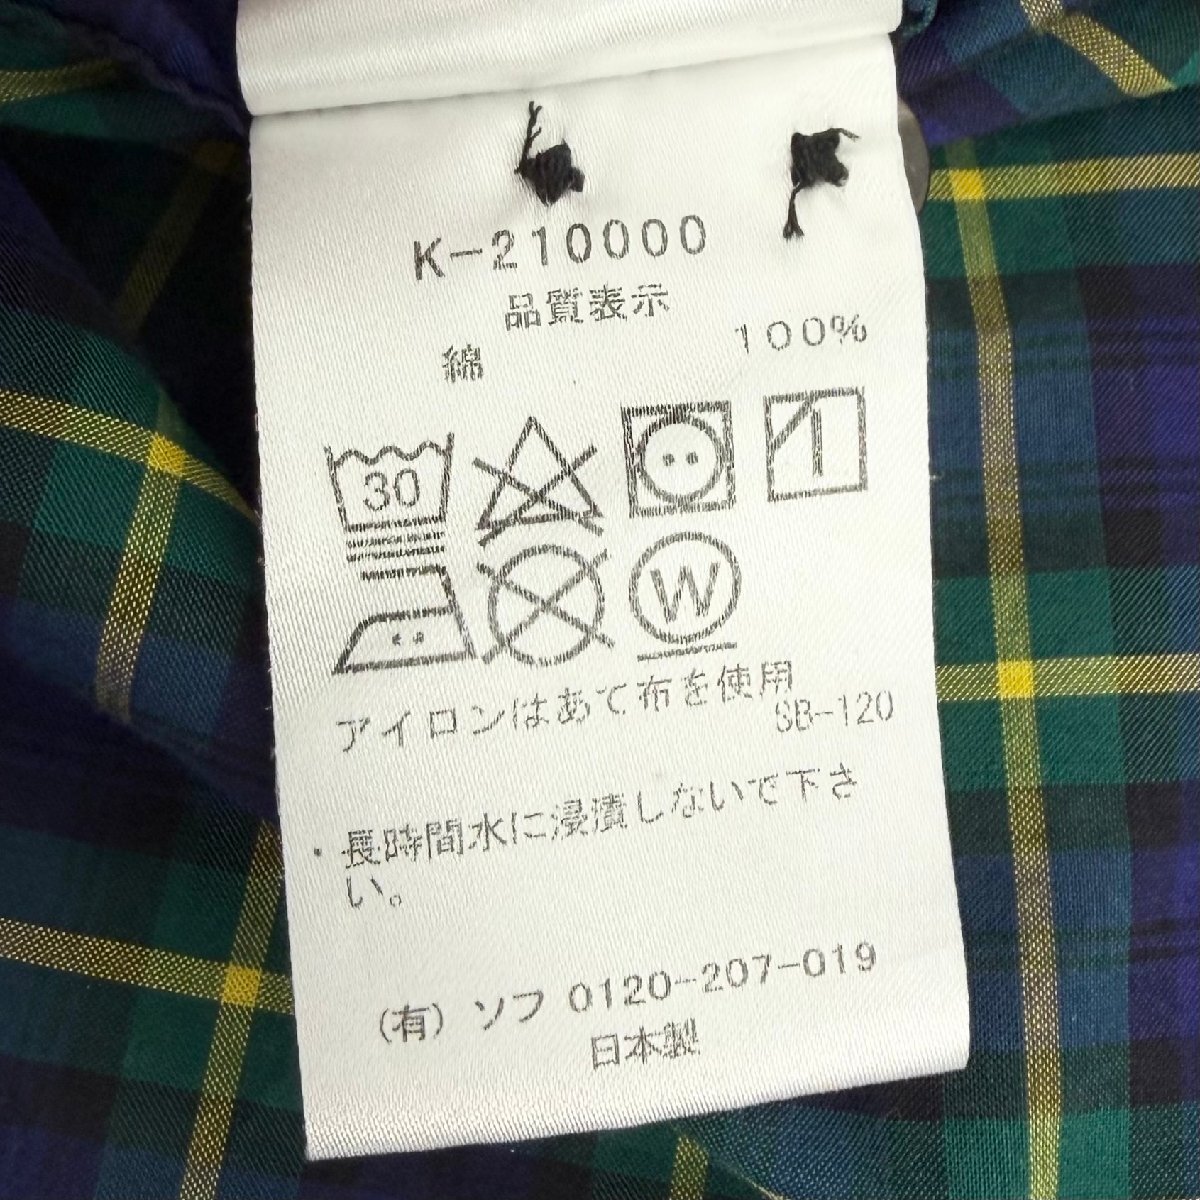 K-210000
品質表示
綿 100%
30
W
アイロンはあて布を使用
SB-120
・長時間水に浸漬しないで下さ
い。
(有) ソフ 0120-207-019
日本製